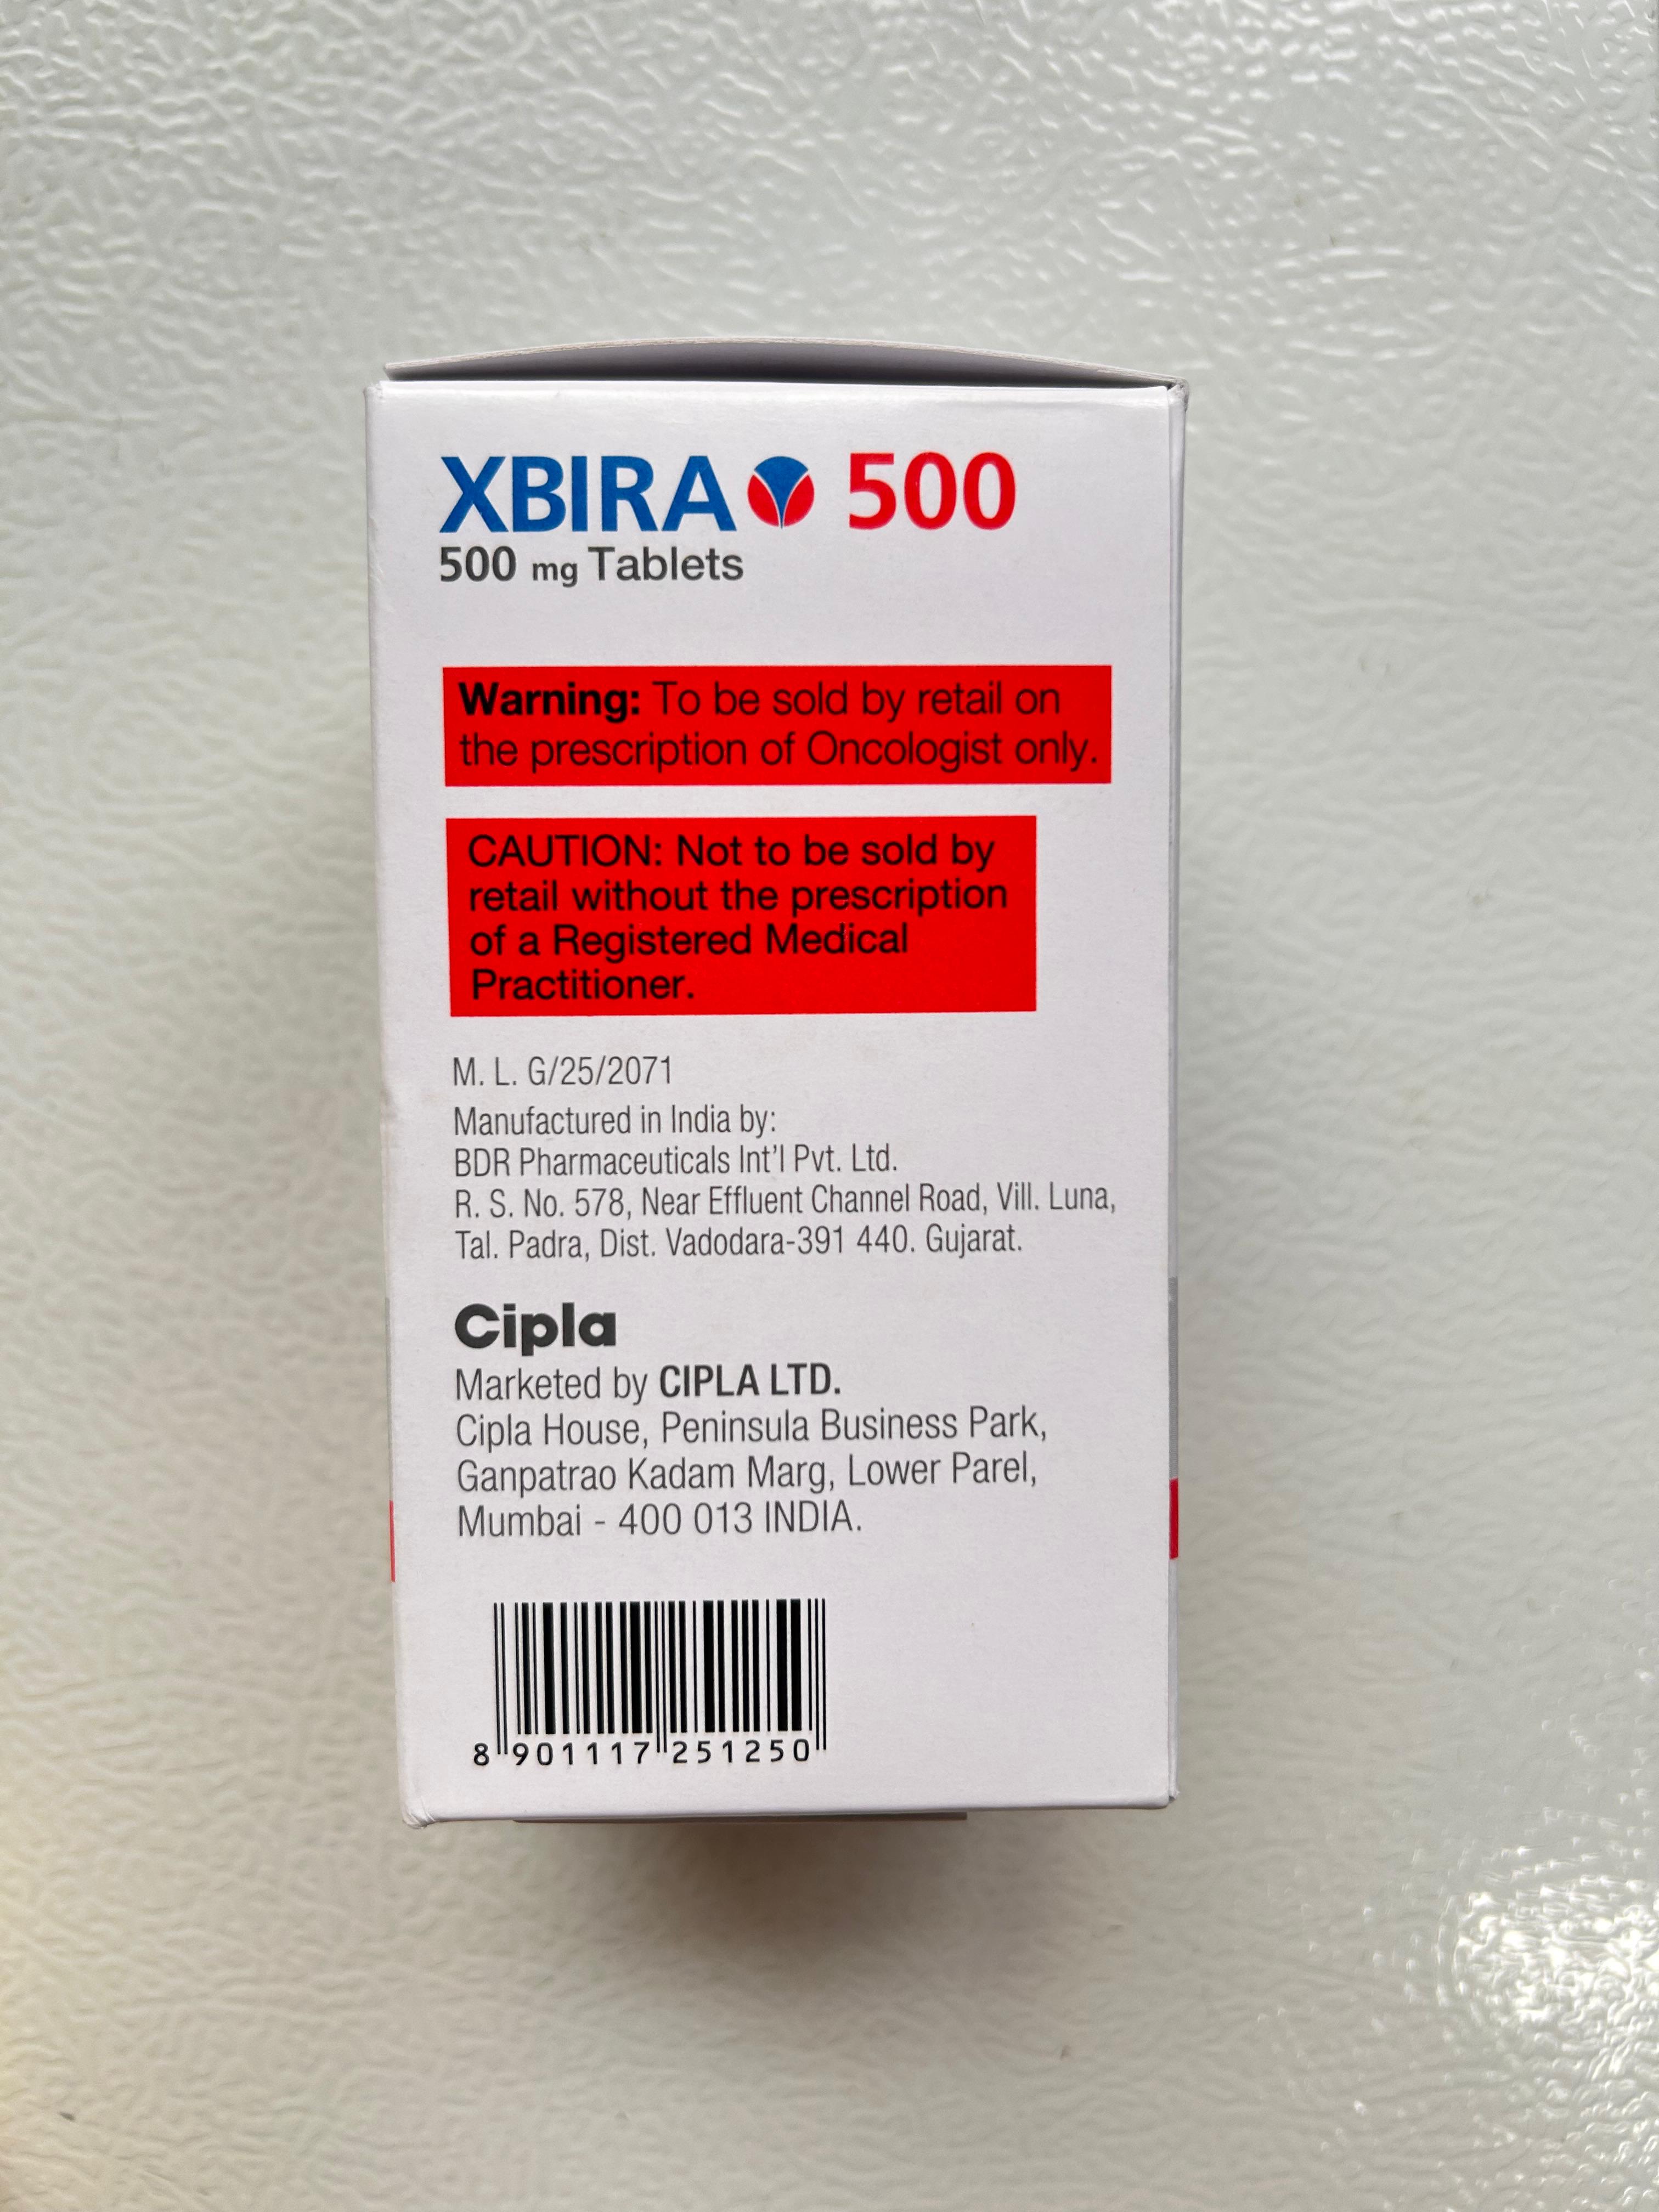 XBIRA 500
500 mg Tablets
Warning: To be sold by retail on
the prescription of Oncologist only.
CAUTION: Not to be sold by
retail without the prescription
of a Registered Medical
Practitioner.
M. L. G/25/2071
Manufactured in India by:
BDR Pharmaceuticals Int'l Pvt. Ltd.
R. S. No. 578, Near Effluent Channel Road, Vill. Luna,
Tal. Padra, Dist. Vadodara-391 440. Gujarat.
Cipla
Marketed by CIPLA LTD.
Cipla House, Peninsula Business Park,
Ganpatrao Kadam Marg, Lower Parel,
Mumbai - 400 013 INDIA.
8 901117 251250